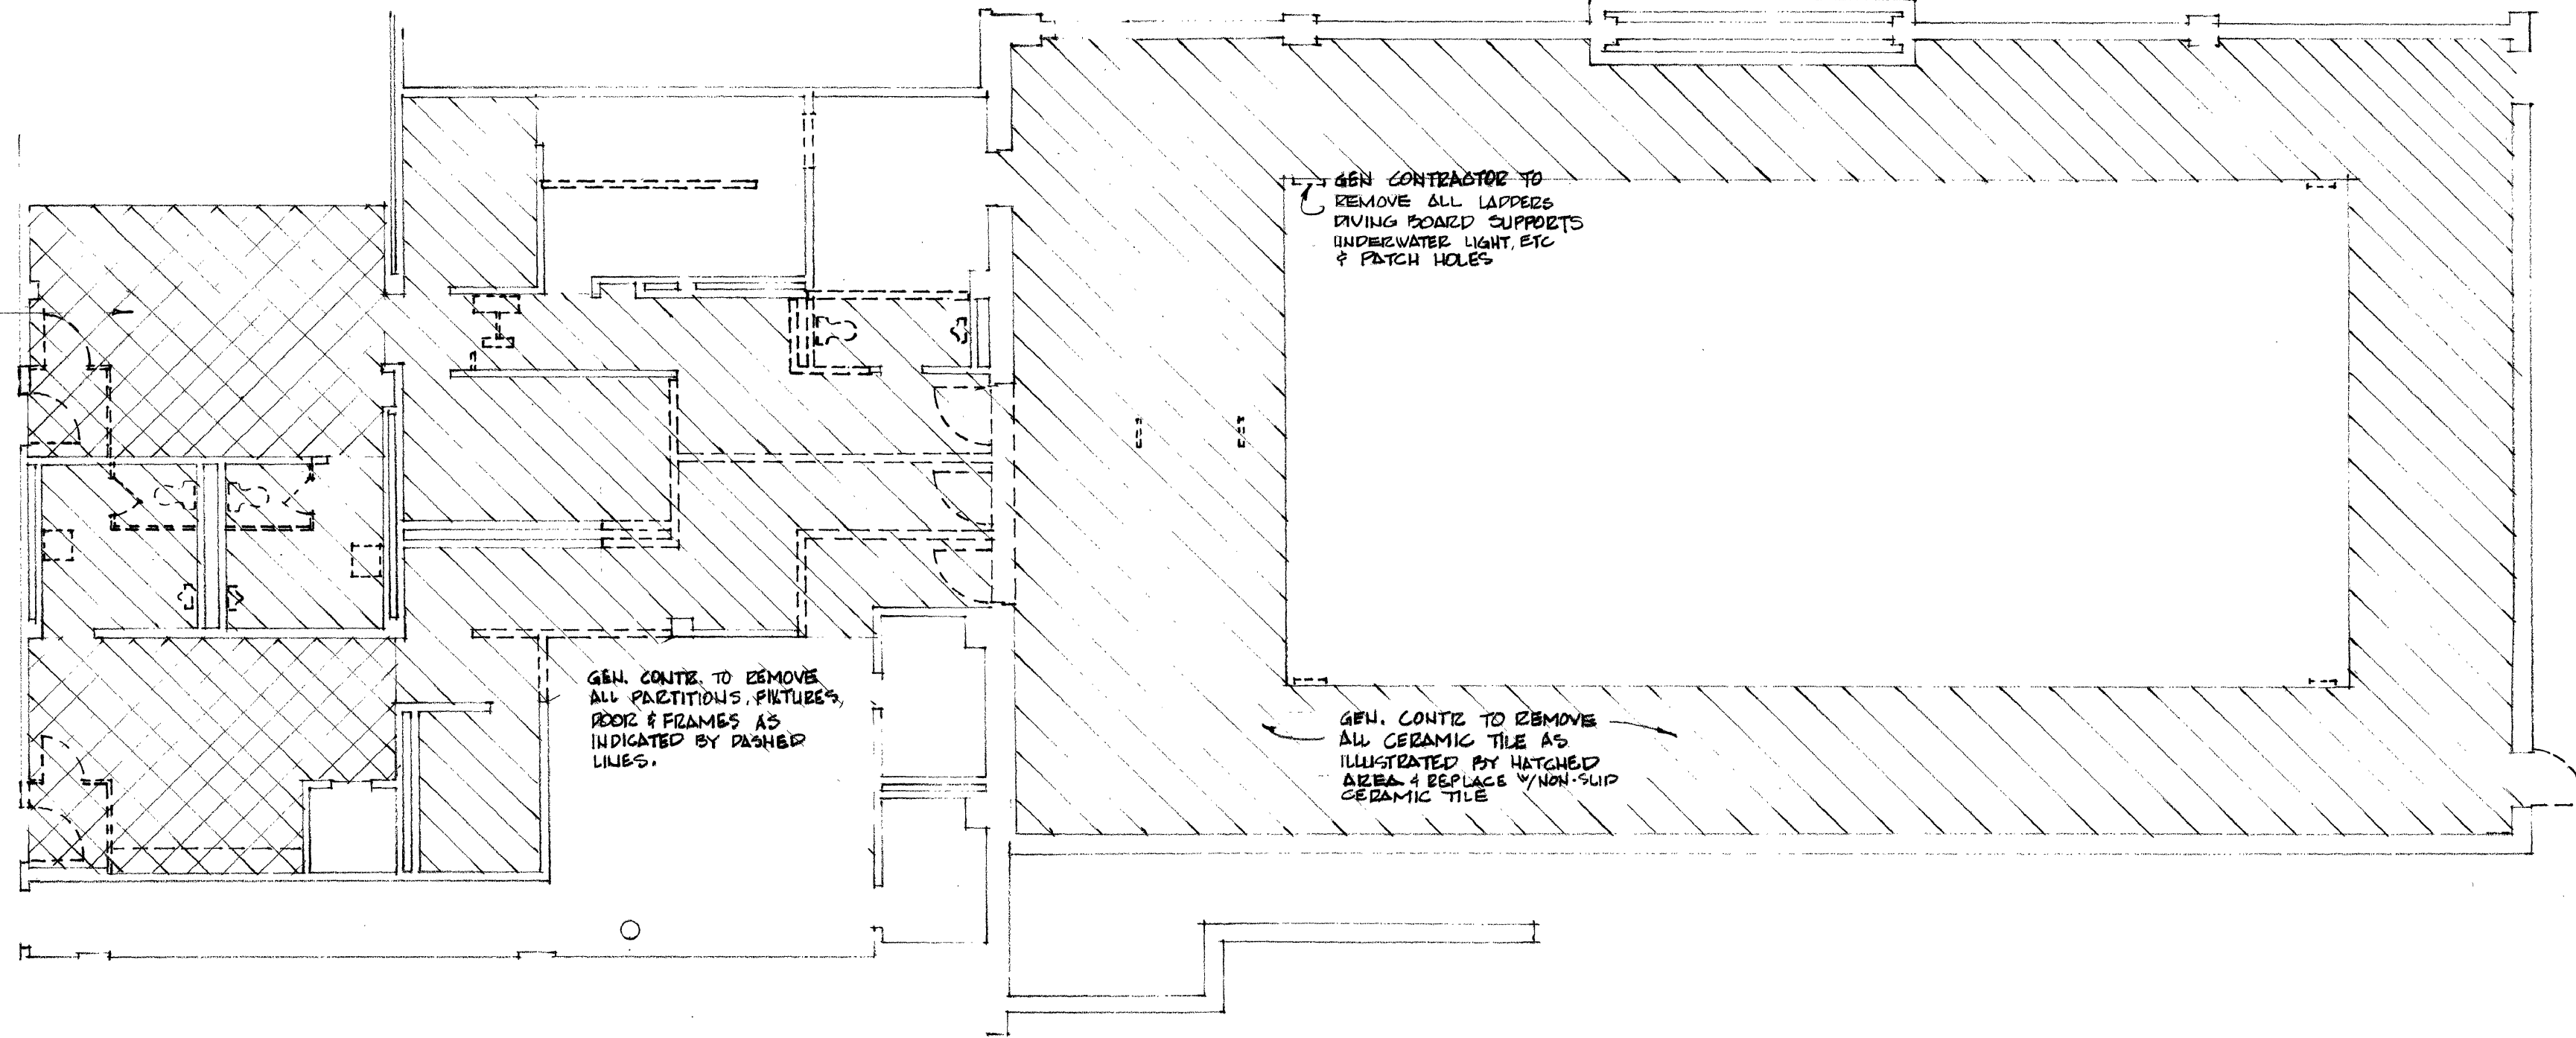 GEN CONTRACTOR TO
REMOVE ALL LADDERS
DIVING BOARD SUPPORTS
UNDERWATER LIGHT, ETC
& PATCH HOLES
GEN. CONTR. TO REMOVE
ALL PARTITIONS, FIXTURES,
DOOR & FRAMES AS
INDICATED BY DASHED
LINES.
GEN. CONTR TO REMOVE
ALL CERAMIC TILE AS
ILLUSTRATED BY HATCHED
AREA & REPLACE W/NON-SLIP
CERAMIC TILE